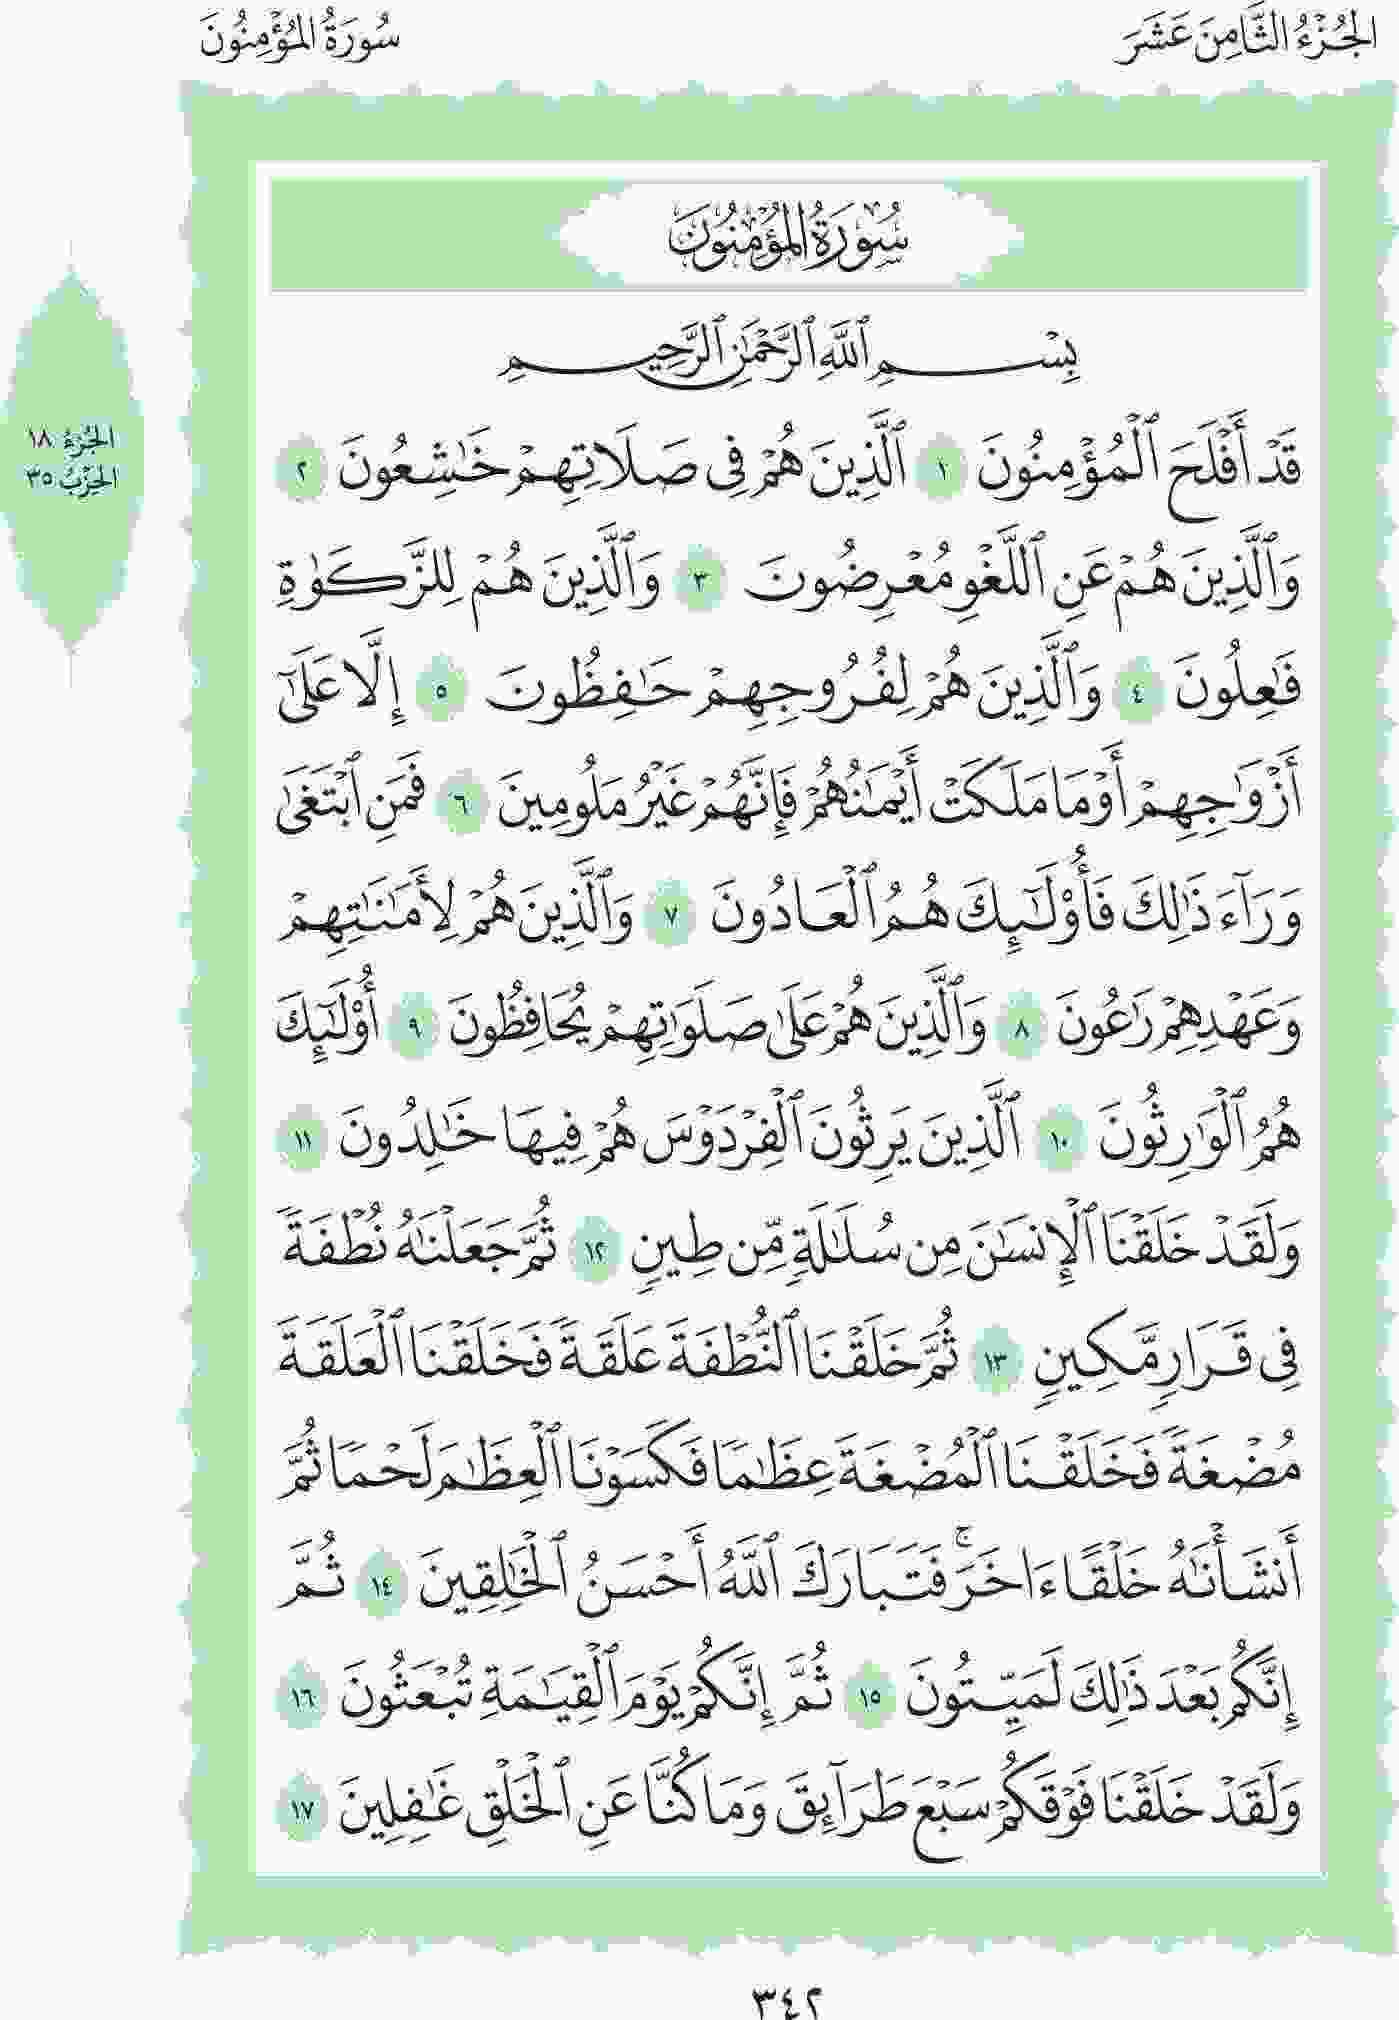 الجُزْءُ الثَّامِنَ عَشَرَ
سُورَةُ المُؤْمِنُونَ
سُورَةُ المُؤْمِنُونَ
بِسْمِ ٱللَّهِ ٱلرَّحْمَٰنِ ٱلرَّحِيمِ
قَدْ أَفْلَحَ ٱلْمُؤْمِنُونَ ١ ٱلَّذِينَ هُمْ فِى صَلَاتِهِمْ خَٰشِعُونَ ٢
وَٱلَّذِينَ هُمْ عَنِ ٱللَّغْوِ مُعْرِضُونَ ٣ وَٱلَّذِينَ هُمْ لِلزَّكَوٰةِ
فَٰعِلُونَ ٤ وَٱلَّذِينَ هُمْ لِفُرُوجِهِمْ حَٰفِظُونَ ٥ إِلَّا عَلَىٰٓ
أَزْوَٰجِهِمْ أَوْ مَا مَلَكَتْ أَيْمَٰنُهُمْ فَإِنَّهُمْ غَيْرُ مَلُومِينَ ٦ فَمَنِ ٱبْتَغَىٰ
وَرَآءَ ذَٰلِكَ فَأُوْلَٰٓئِكَ هُمُ ٱلْعَادُونَ ٧ وَٱلَّذِينَ هُمْ لِأَمَٰنَٰتِهِمْ
وَعَهْدِهِمْ رَٰعُونَ ٨ وَٱلَّذِينَ هُمْ عَلَىٰ صَلَوَٰتِهِمْ يُحَافِظُونَ ٩ أُوْلَٰٓئِكَ
هُمُ ٱلْوَٰرِثُونَ ١٠ ٱلَّذِينَ يَرِثُونَ ٱلْفِرْدَوْسَ هُمْ فِيهَا خَٰلِدُونَ ١١
وَلَقَدْ خَلَقْنَا ٱلْإِنسَٰنَ مِن سُلَٰلَةٍ مِّن طِينٍ ١٢ ثُمَّ جَعَلْنَٰهُ نُطْفَةً
فِى قَرَارٍ مَّكِينٍ ١٣ ثُمَّ خَلَقْنَا ٱلنُّطْفَةَ عَلَقَةً فَخَلَقْنَا ٱلْعَلَقَةَ
مُضْغَةً فَخَلَقْنَا ٱلْمُضْغَةَ عِظَٰمًا فَكَسَوْنَا ٱلْعِظَٰمَ لَحْمًا ثُمَّ
أَنشَأْنَٰهُ خَلْقًا ءَاخَرَۚ فَتَبَارَكَ ٱللَّهُ أَحْسَنُ ٱلْخَٰلِقِينَ ١٤ ثُمَّ
إِنَّكُم بَعْدَ ذَٰلِكَ لَمَيِّتُونَ ١٥ ثُمَّ إِنَّكُمْ يَوْمَ ٱلْقِيَٰمَةِ تُبْعَثُونَ ١٦
وَلَقَدْ خَلَقْنَا فَوْقَكُمْ سَبْعَ طَرَآئِقَ وَمَا كُنَّا عَنِ ٱلْخَلْقِ غَٰفِلِينَ ١٧
الجُزْءُ ١٨
الحِزْبُ ٣٥
٣٤٢